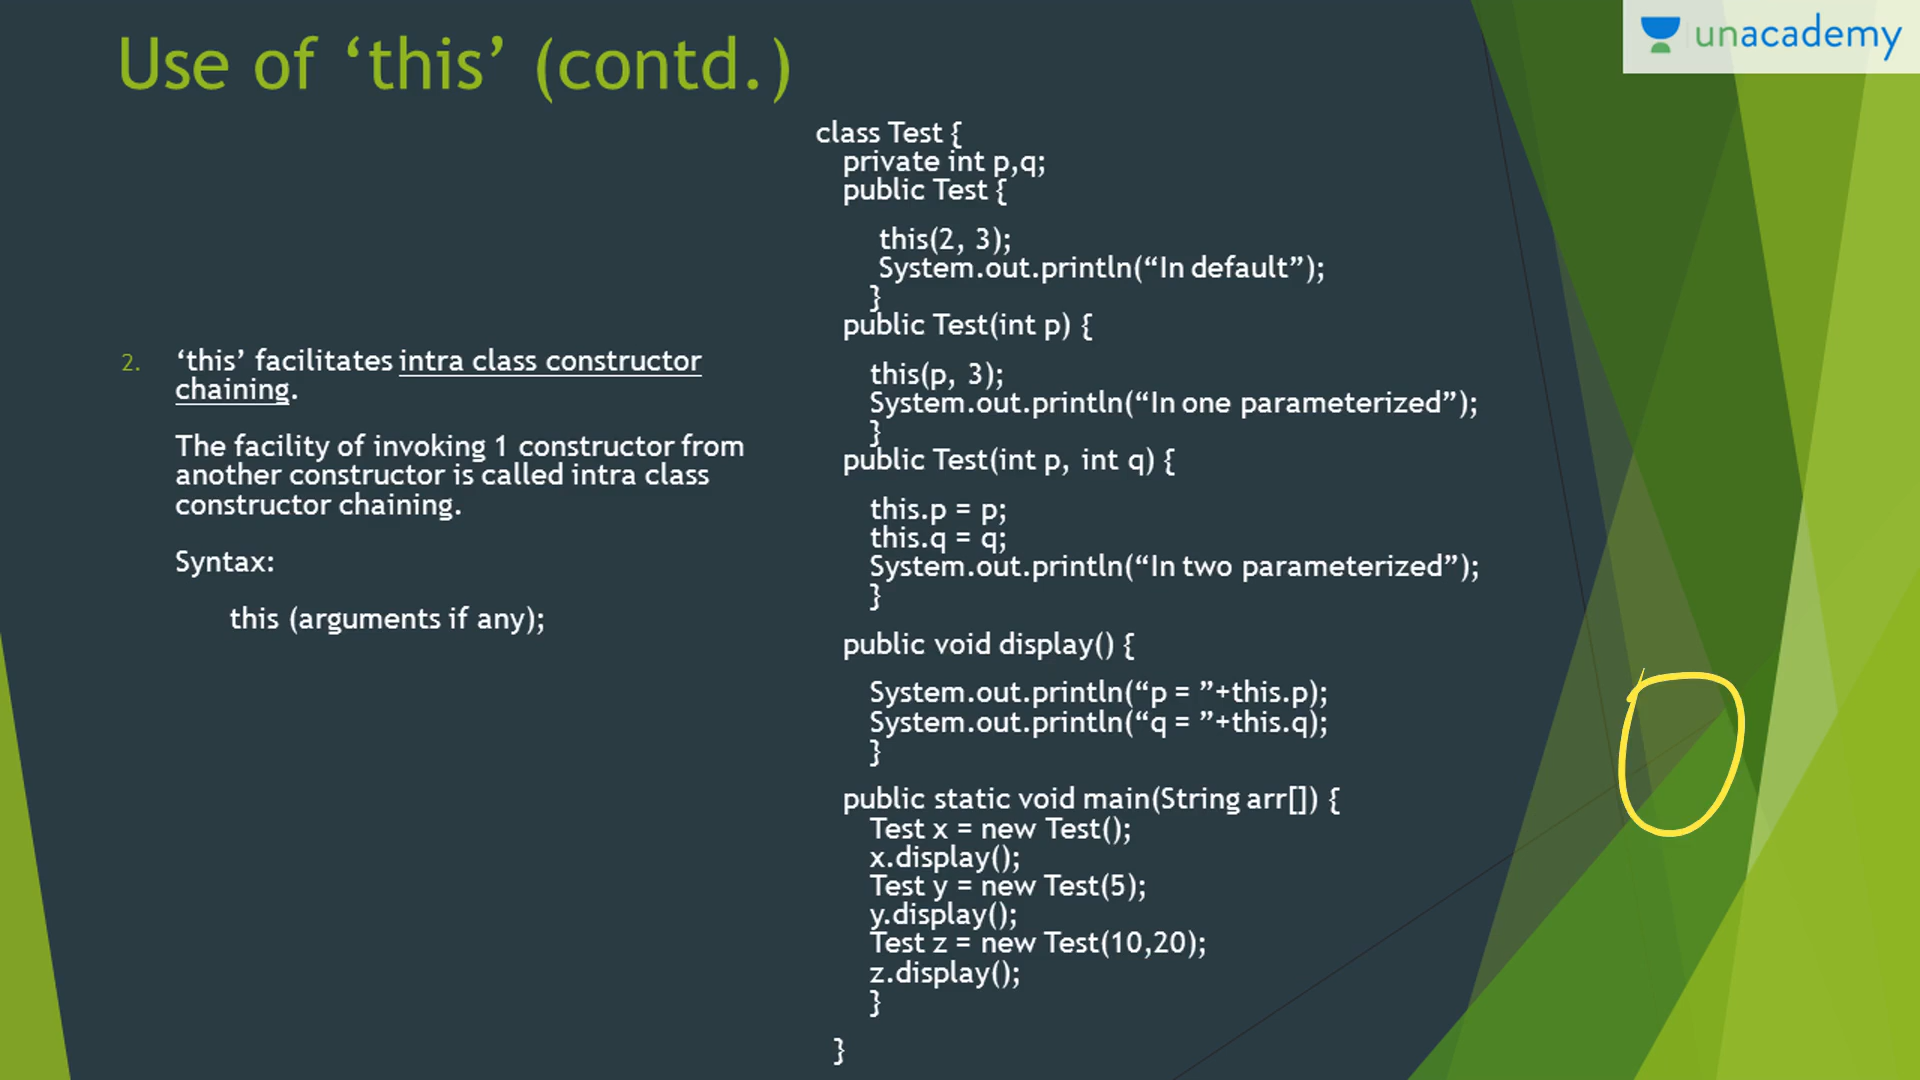 Use of ‘this’ (contd.)
unacademy
2. ‘this’ facilitates intra class constructor
chaining.
The facility of invoking 1 constructor from
another constructor is called intra class
constructor chaining.
Syntax:
this (arguments if any);
class Test {
private int p,q;
public Test {
this(2, 3);
System.out.println(“In default”);
}
public Test(int p) {
this(p, 3);
System.out.println(“In one parameterized”);
}
public Test(int p, int q) {
this.p = p;
this.q = q;
System.out.println(“In two parameterized”);
}
public void display() {
System.out.println(“p = ”+this.p);
System.out.println(“q = ”+this.q);
}
public static void main(String arr[]) {
Test x = new Test();
x.display();
Test y = new Test(5);
y.display();
Test z = new Test(10,20);
z.display();
}
}